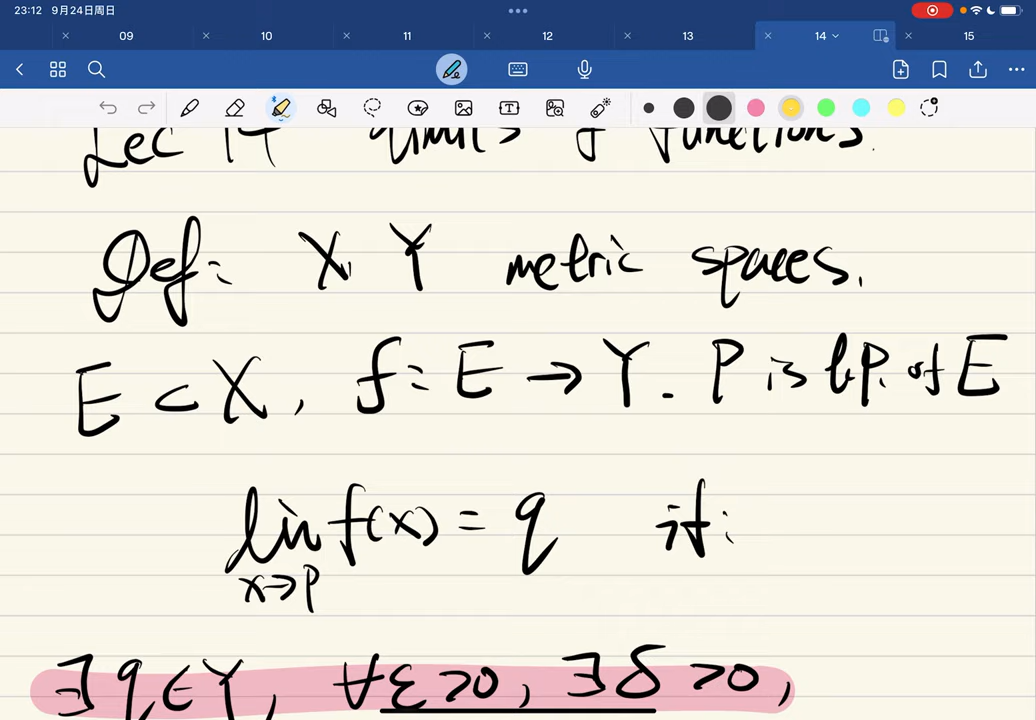 23:12 9月24日周日
09 10 11 12 13 14 15
Lec 14 limits of functions.
Def: X, Y metric spaces.
E ⊂ X, f: E → Y. P is l.P. of E
lim f(x) = q if:
x→p
∃ q ∈ Y, ∀ε >0, ∃ δ >0,